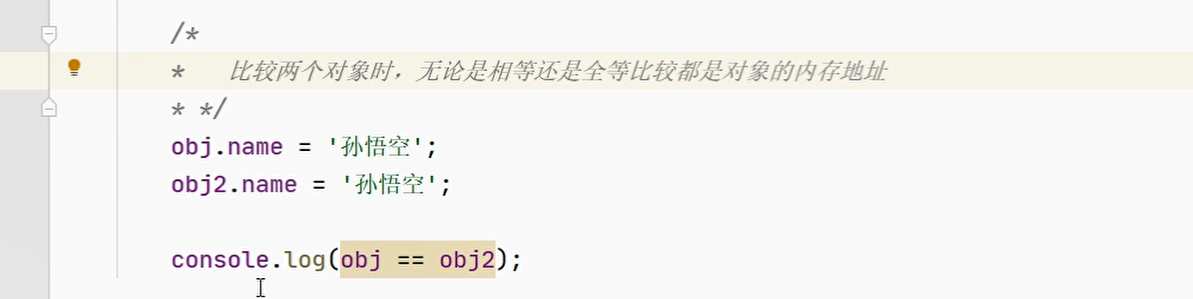 /*
*   比较两个对象时，无论是相等还是全等比较都是对象的内存地址
* */
obj.name = '孙悟空';
obj2.name = '孙悟空';
console.log(obj == obj2);